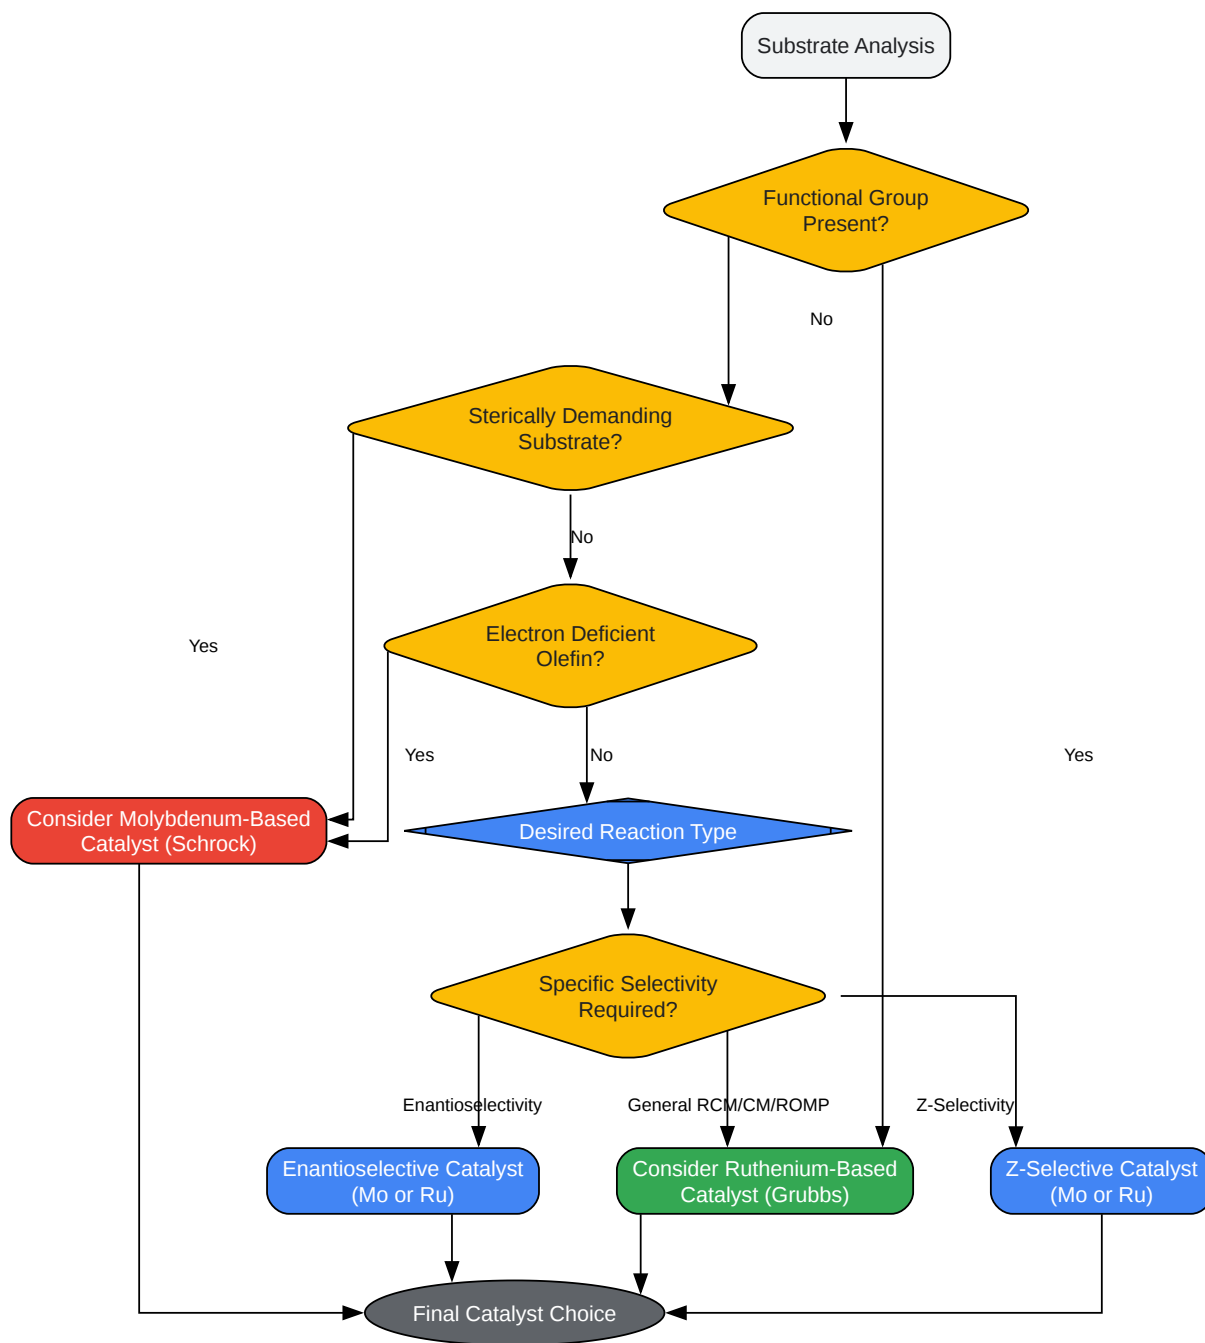 Substrate Analysis
Functional Group
Present?
No
Sterically Demanding
Substrate?
No
Electron Deficient
Olefin?
Yes
Yes
No
Yes
Consider Molybdenum-Based
Catalyst (Schrock)
Desired Reaction Type
Specific Selectivity
Required?
Enantioselectivity
General RCM/CM/ROMP
Z-Selectivity
Enantioselective Catalyst
(Mo or Ru)
Consider Ruthenium-Based
Catalyst (Grubbs)
Z-Selective Catalyst
(Mo or Ru)
Final Catalyst Choice